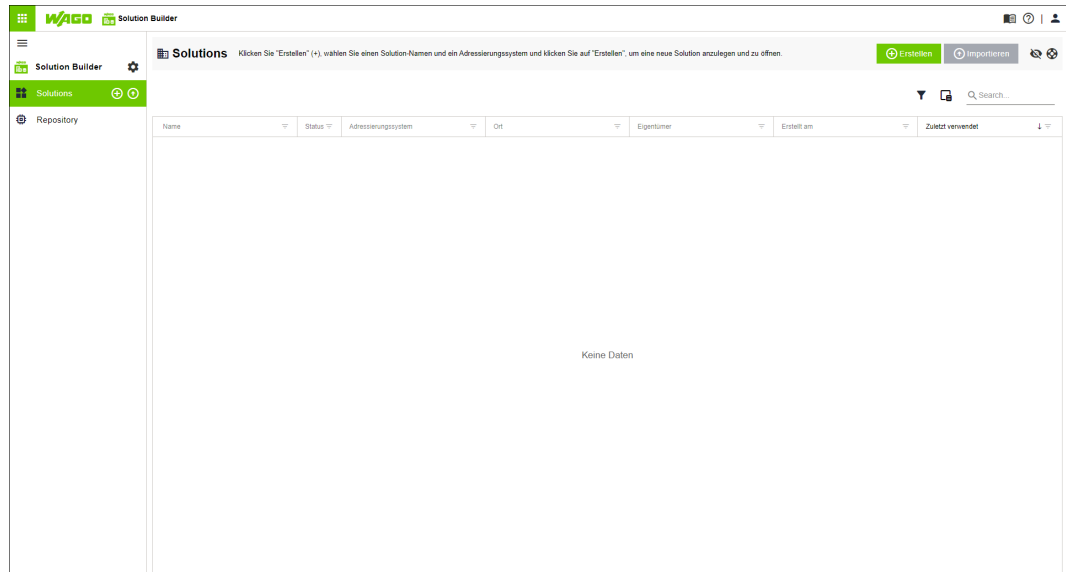 WAGO Solution Builder
Solution Builder
Solutions
Repository
Solutions Klicken Sie "Erstellen" (+), wählen Sie einen Solution-Namen und ein Adressierungssystem und klicken Sie auf "Erstellen", um eine neue Solution anzulegen und zu öffnen. Erstellen Importieren
Search...
Name Status Adressierungssystem Ort Eigentümer Erstellt am Zuletzt verwendet
Keine Daten